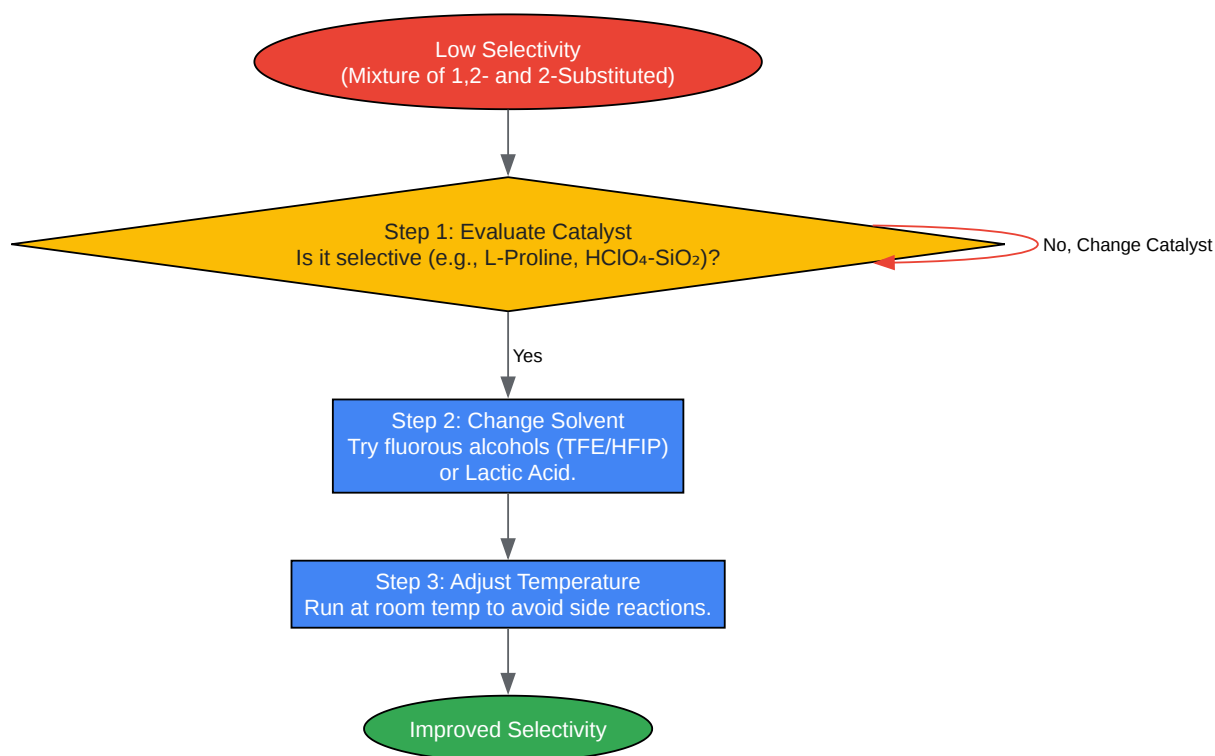 Low Selectivity
(Mixture of 1,2- and 2-Substituted)
Step 1: Evaluate Catalyst
Is it selective (e.g., L-Proline, HClO₄-SiO₂)?
No, Change Catalyst
Yes
Step 2: Change Solvent
Try fluorous alcohols (TFE/HFIP)
or Lactic Acid.
Step 3: Adjust Temperature
Run at room temp to avoid side reactions.
Improved Selectivity